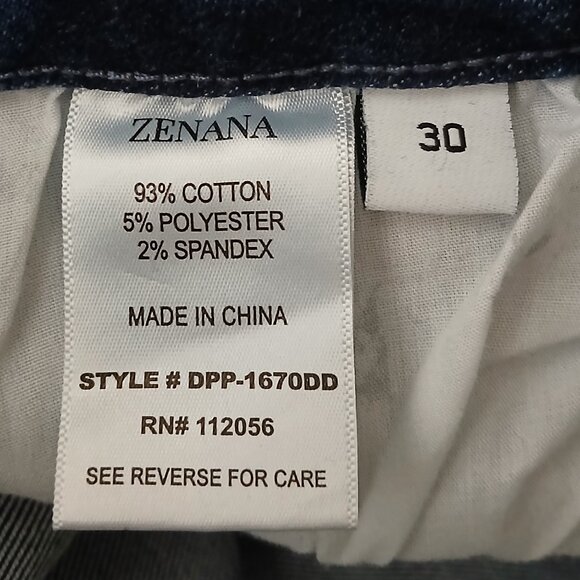 ZENANA
93% COTTON
5% POLYESTER
2% SPANDEX
MADE IN CHINA
STYLE # DPP-1670DD
RN# 112056
SEE REVERSE FOR CARE
30